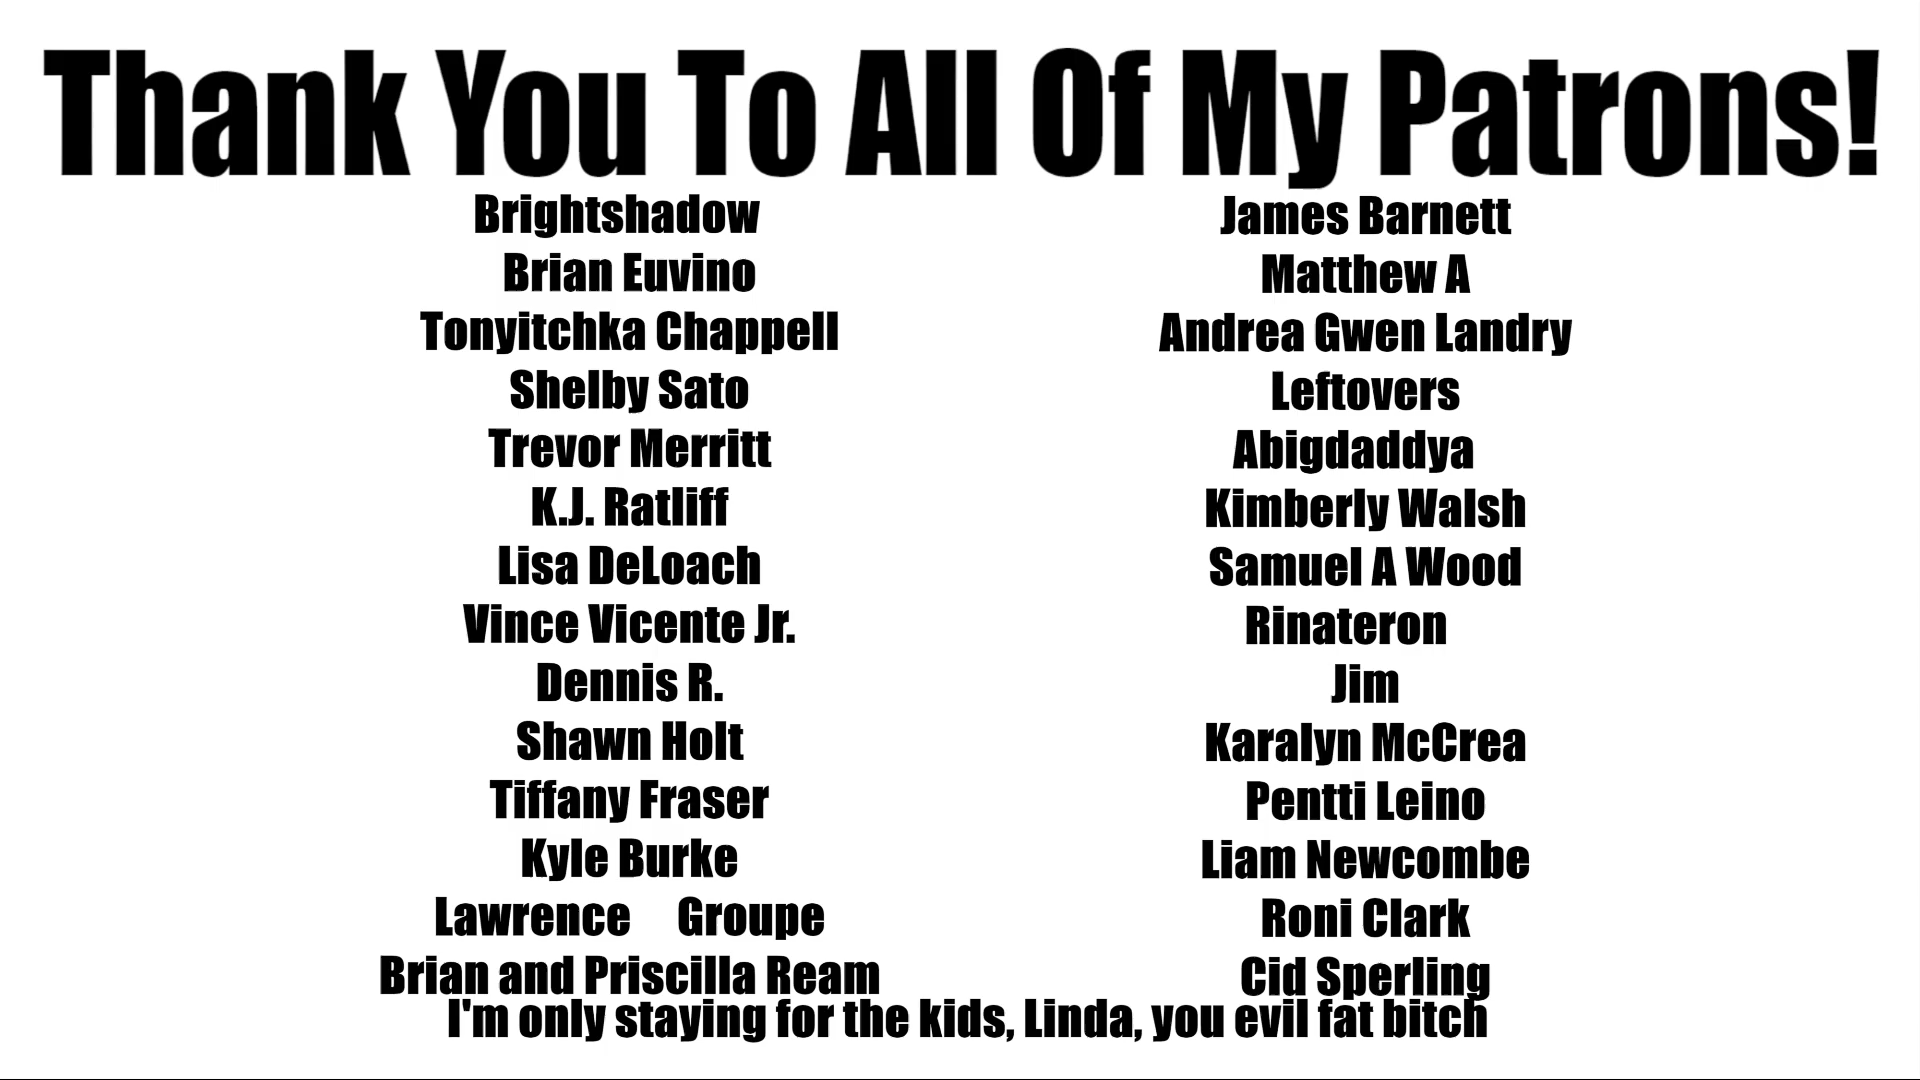 Thank You To All Of My Patrons!
Brightshadow
Brian Euvino
Tonyitchka Chappell
Shelby Sato
Trevor Merritt
K.J. Ratliff
Lisa DeLoach
Vince Vicente Jr.
Dennis R.
Shawn Holt
Tiffany Fraser
Kyle Burke
Lawrence Groupe
Brian and Priscilla Ream
James Barnett
Matthew A
Andrea Gwen Landry
Leftovers
Abigdaddya
Kimberly Walsh
Samuel A Wood
Rinateron
Jim
Karalyn McCrea
Pentti Leino
Liam Newcombe
Roni Clark
Cid Sperling
I'm only staying for the kids, Linda, you evil fat bitch